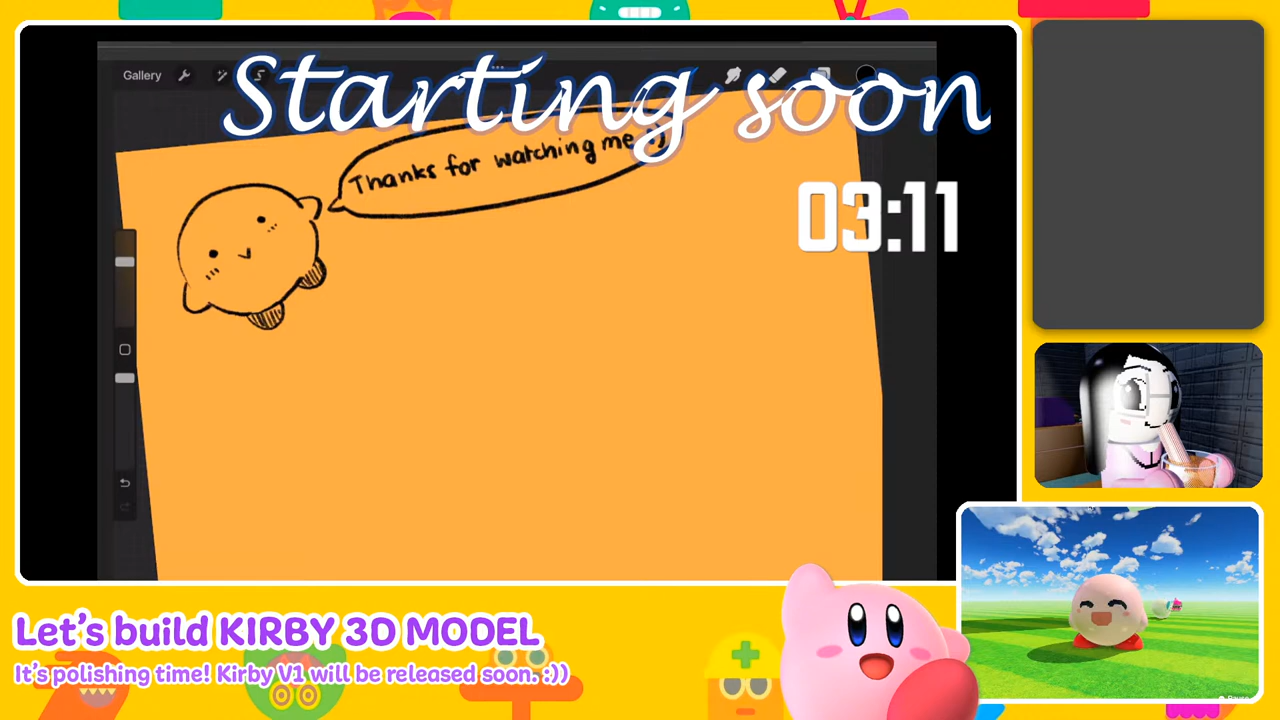 Starting soon
Gallery
Thanks for watching me :)
03:11
Let's build KIRBY 3D MODEL
It's polishing time! Kirby V1 will be released soon. :))